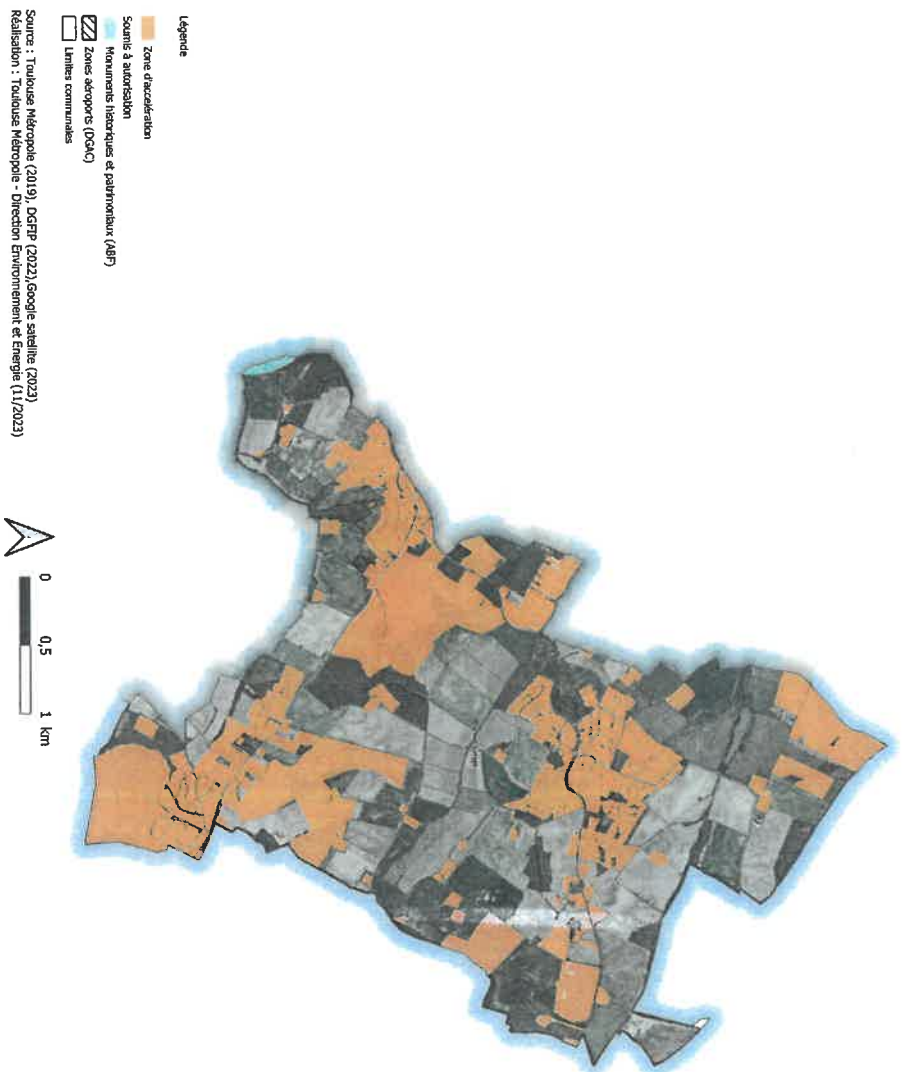 Légende
Zone d'accélération
Soumis à autorisation
Monuments historiques et patrimoniaux (ABF)
Zones aéroports (DGAC)
Limites communales
Source : Toulouse Métropole (2019), DGFIP (2022),Google satellite (2023)
Réalisation : Toulouse Métropole - Direction Environnement et Energie (11/2023)
0 0,5 1 km